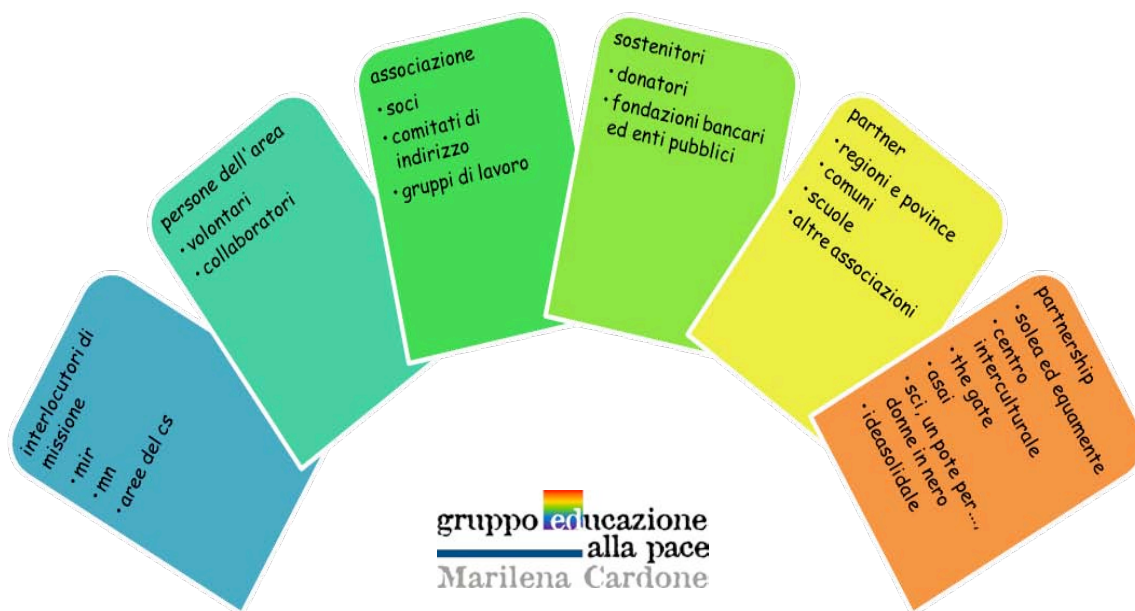 interlocutori di
missione
• mir
• mn
• aree del cs
persone dell'area
• volontari
• collaboratori
associazione
• soci
• comitati di
indirizzo
• gruppi di lavoro
sostenitori
• donatori
• fondazioni bancari
ed enti pubblici
partner
• regioni e povince
• comuni
• scuole
• altre associazioni
partnership
• solea ed equamente
• centro
interculturale
• the gate
• asai
• sci, un pote per ...,
donne in nero
• ideasolidale
gruppo educazione
alla pace
Marilena Cardone